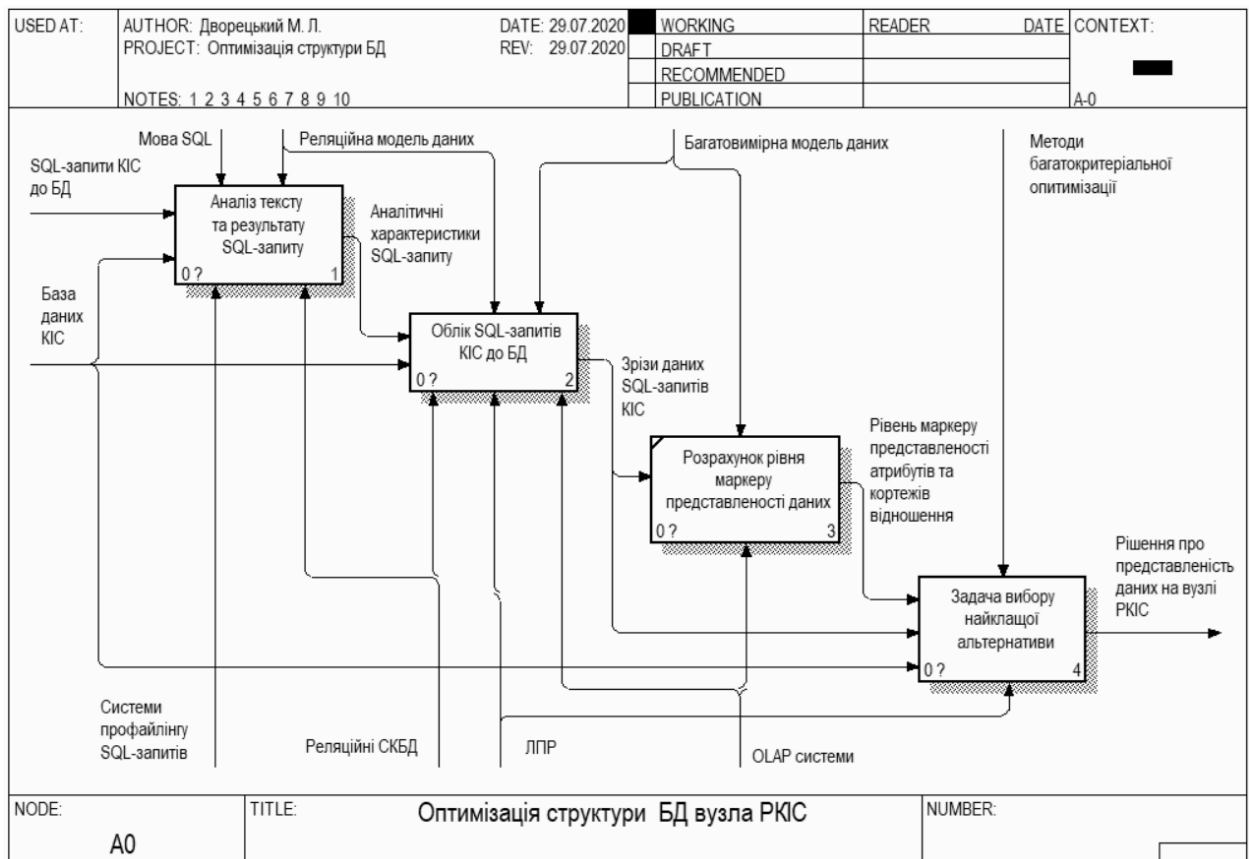 USED AT:
AUTHOR: Дворецький М. Л.
DATE: 29.07.2020
PROJECT: Оптимізація структури БД
REV: 29.07.2020
NOTES: 1 2 3 4 5 6 7 8 9 10
WORKING
DRAFT
RECOMMENDED
PUBLICATION
READER
DATE
CONTEXT:
A-0
Мова SQL
Реляційна модель даних
Багатовимірна модель даних
Методи
багатокритеріальної
опитимізації
SQL-запити КІС
до БД
Аналіз тексту
та результату
SQL-запиту
0 ?
1
Аналітичні
характеристики
SQL-запиту
База
даних
КІС
Облік SQL-запитів
КІС до БД
0 ?
2
Зрізи даних
SQL-запитів
КІС
Розрахунок рівня
маркеру
представленості даних
0 ?
3
Рівень маркеру
представленості
атрибутів та
кортежів
відношення
Задача вибору
найклащої
альтернативи
0 ?
4
Рішення про
представленість
даних на вузлі
РКІС
Системи
профайлінгу
SQL-запитів
Реляційні СКБД
ЛПР
OLAP системи
NODE:
A0
TITLE:
Оптимізація структури БД вузла РКІС
NUMBER: